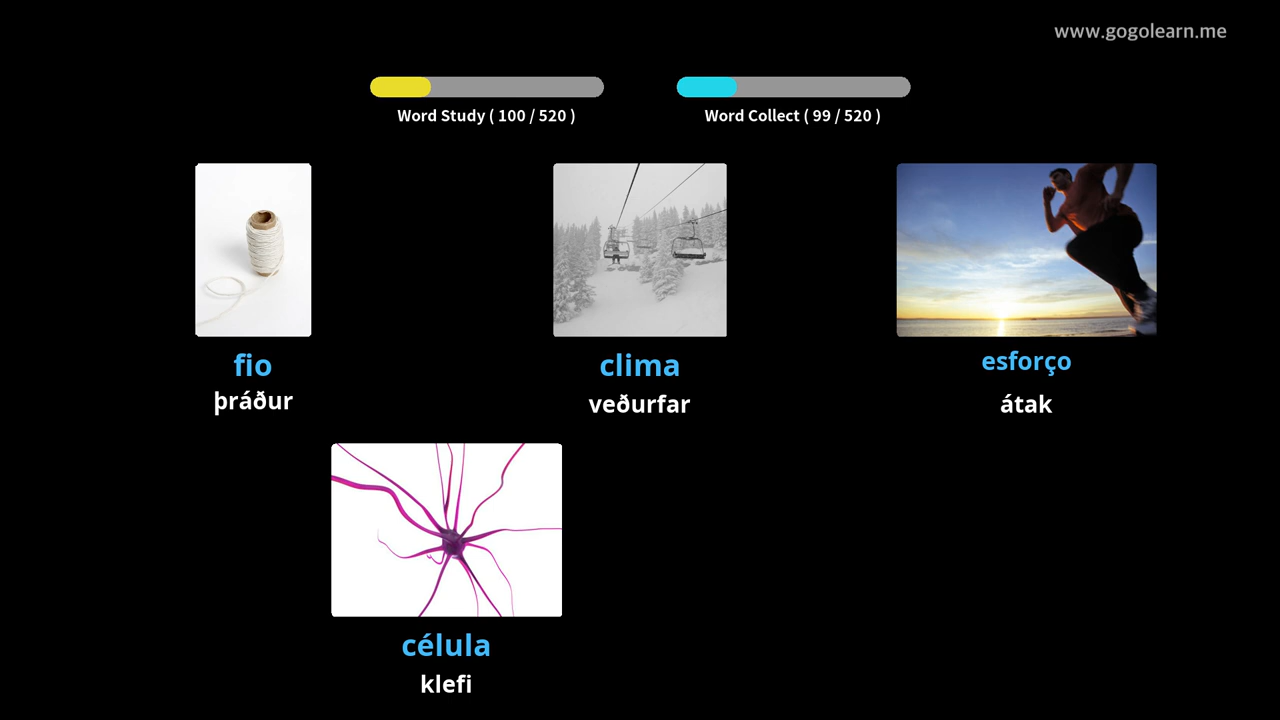 www.gogolearn.me
Word Study ( 100 / 520 )
Word Collect ( 99 / 520 )
fio
þráður
clima
veðurfar
esforço
átak
célula
klefi